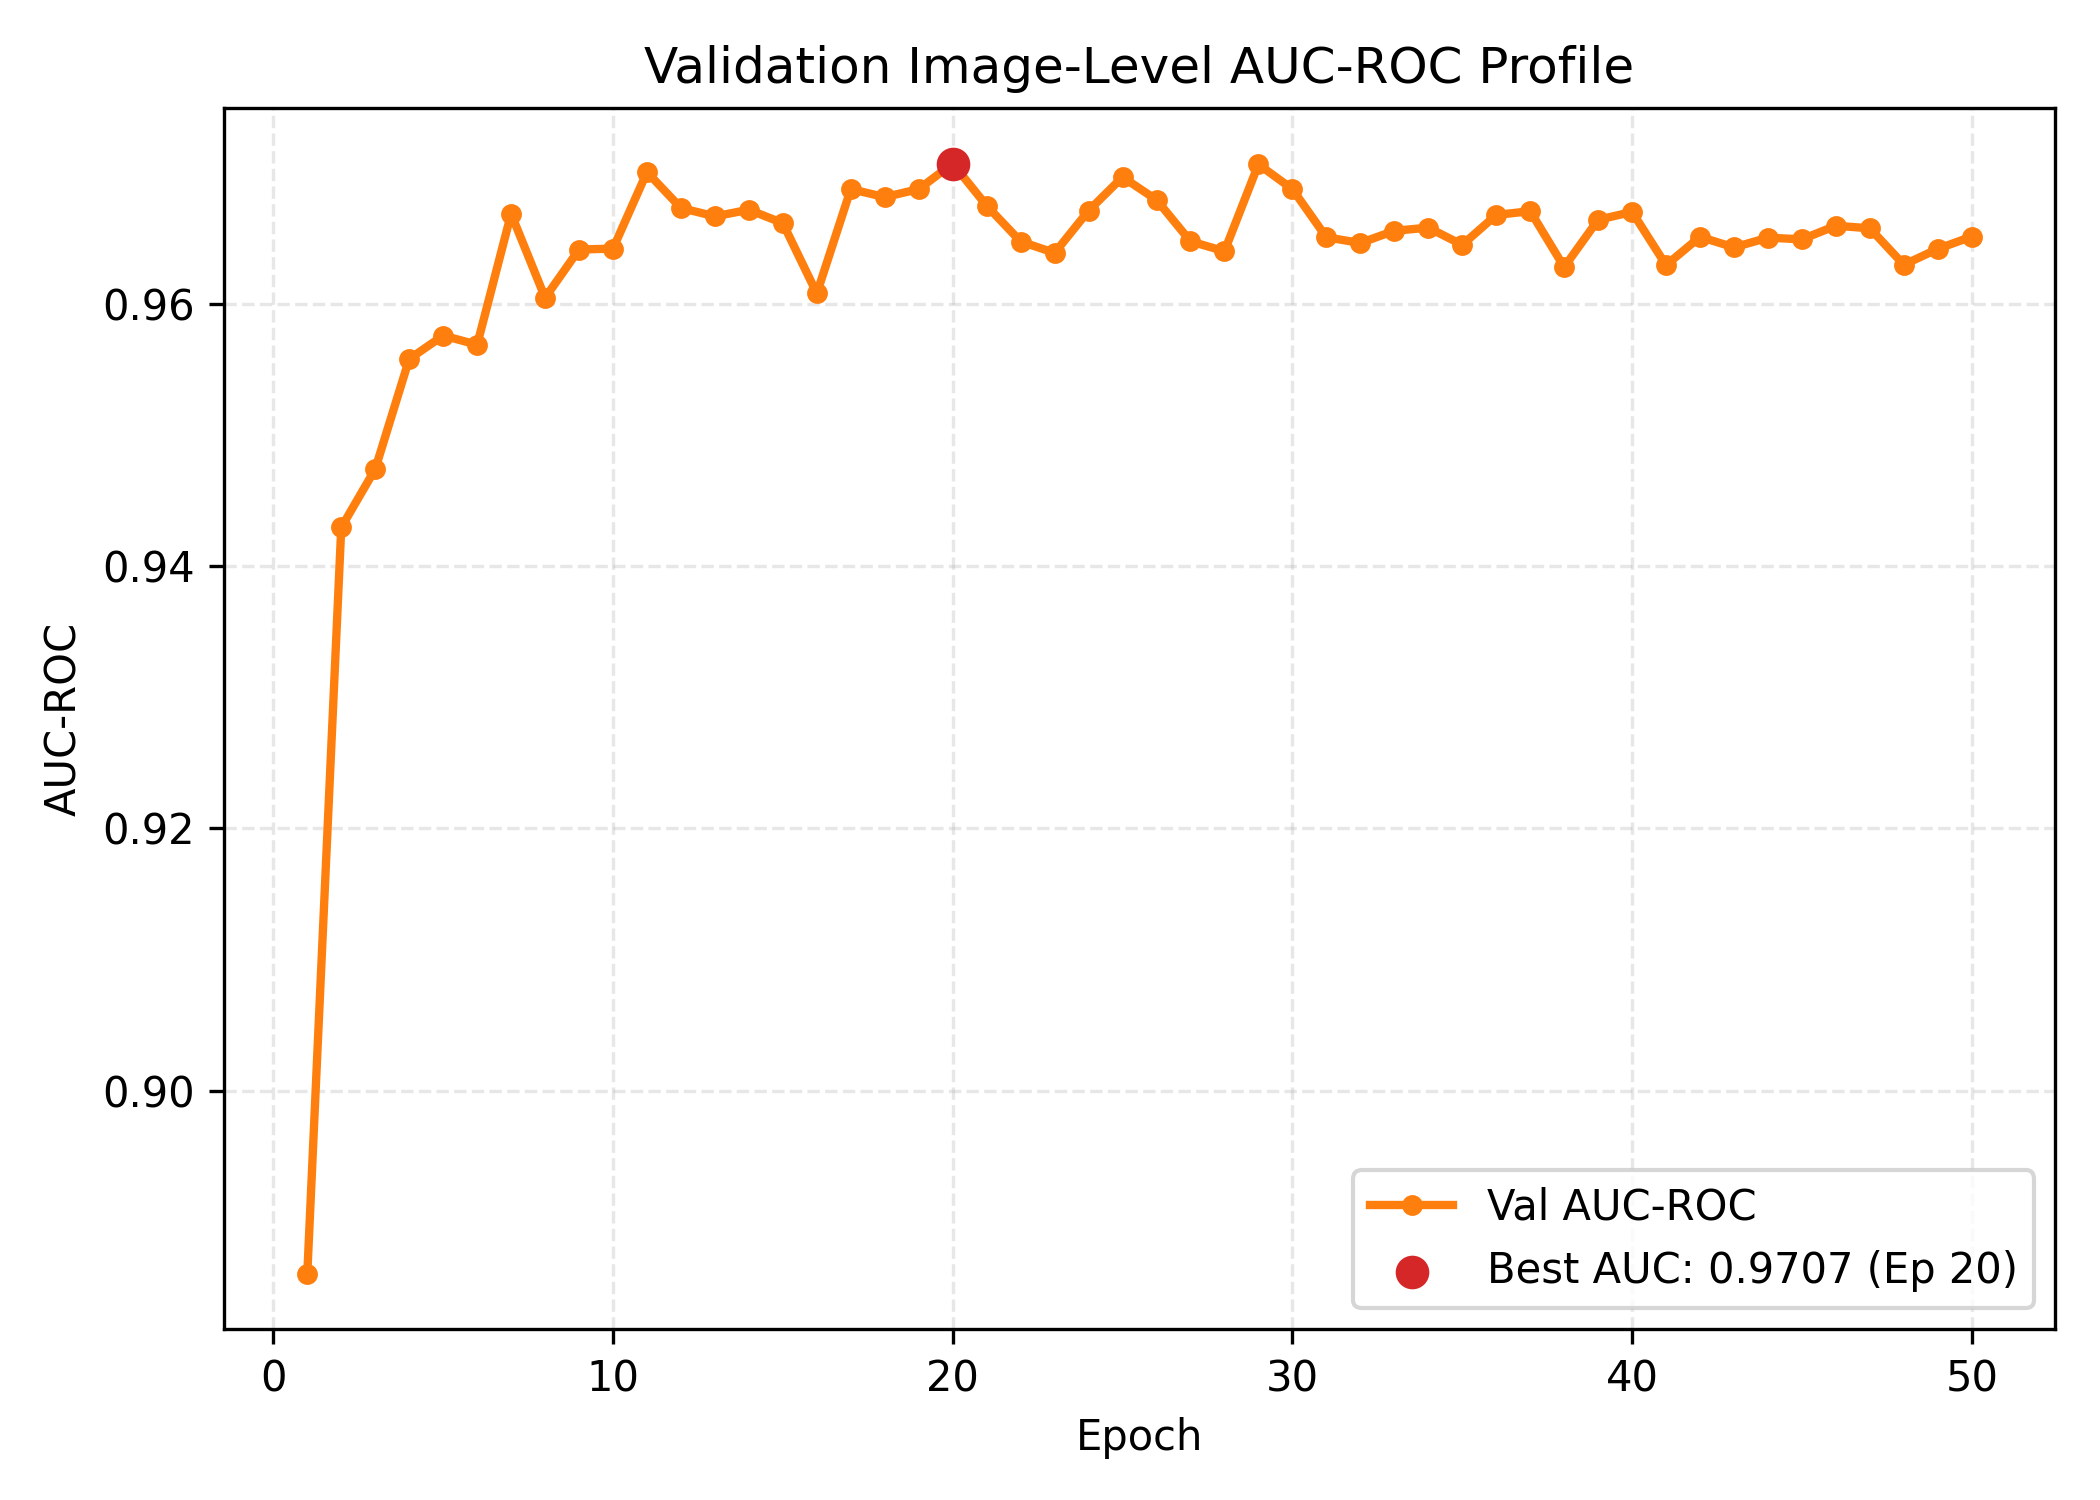 Validation Image-Level AUC-ROC Profile
AUC-ROC
0.96
0.94
0.92
0.90
Val AUC-ROC
Best AUC: 0.9707 (Ep 20)
0 10 20 30 40 50
Epoch